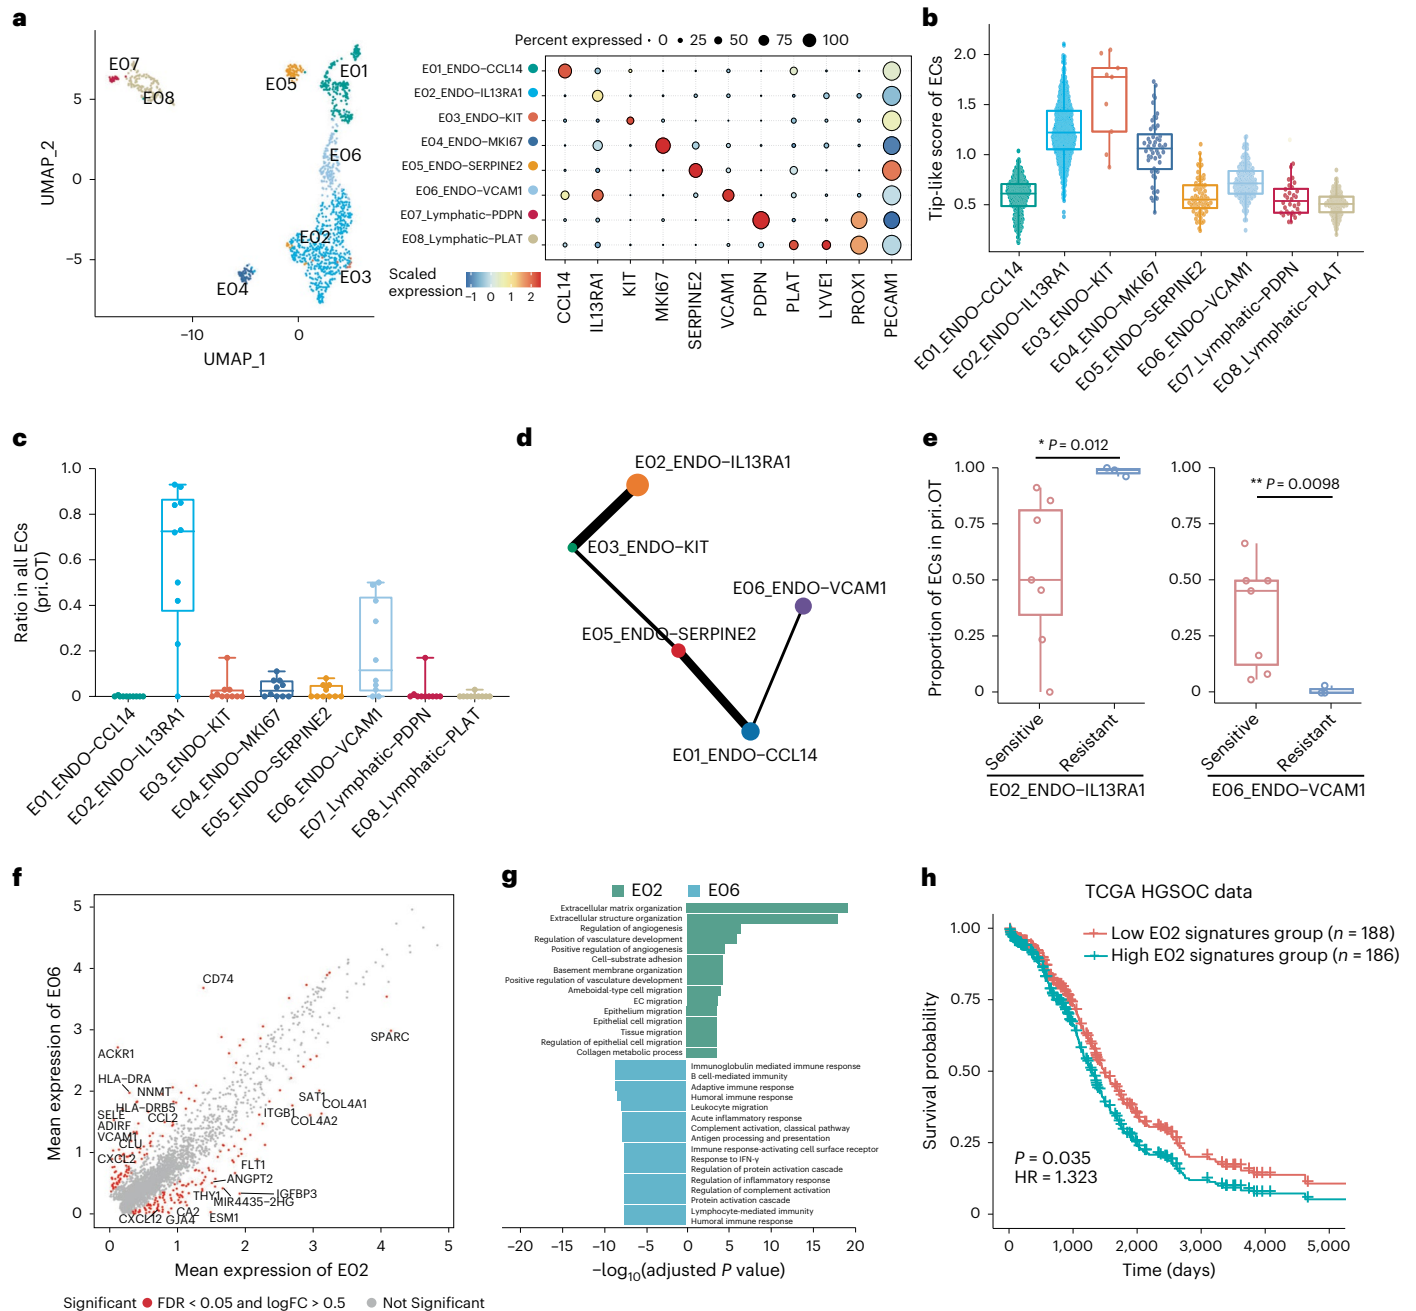 a
E07
E08
E05
E01
E06
E02
E03
E04
5
0
−5
−10
0
UMAP_2
UMAP_1
Percent expressed
0
25
50
75
100
E01_ENDO−CCL14
E02_ENDO−IL13RA1
E03_ENDO−KIT
E04_ENDO−MKI67
E05_ENDO−SERPINE2
E06_ENDO−VCAM1
E07_Lymphatic−PDPN
E08_Lymphatic−PLAT
Scaled
expression
−1
0
1
2
CCL14
IL13RA1
KIT
MKI67
SERPINE2
VCAM1
PDPN
PLAT
LYVE1
PROX1
PECAM1
b
Tip-like score of ECs
2.0
1.5
1.0
0.5
E01_ENDO−CCL14
E02_ENDO−IL13RA1
E03_ENDO−KIT
E04_ENDO−MKI67
E05_ENDO−SERPINE2
E06_ENDO−VCAM1
E07_Lymphatic−PDPN
E08_Lymphatic−PLAT
c
Ratio in all ECs
(pri.OT)
1.0
0.8
0.6
0.4
0.2
0
E01_ENDO−CCL14
E02_ENDO−IL13RA1
E03_ENDO−KIT
E04_ENDO−MKI67
E05_ENDO−SERPINE2
E06_ENDO−VCAM1
E07_Lymphatic−PDPN
E08_Lymphatic−PLAT
d
E02_ENDO−IL13RA1
E03_ENDO−KIT
E06_ENDO−VCAM1
E05_ENDO−SERPINE2
E01_ENDO−CCL14
e
Proportion of ECs in pri.OT
* P = 0.012
1.00
0.75
0.50
0.25
0
Sensitive
Resistant
E02_ENDO−IL13RA1
** P = 0.0098
1.00
0.75
0.50
0.25
0
Sensitive
Resistant
E06_ENDO−VCAM1
f
Mean expression of E06
5
4
3
2
1
0
CD74
SPARC
ACKR1
HLA−DRA
NNMT
HLA−DRB5
SELE
CCL2
ADIRF
VCAM1
CLU
CXCL2
SAT1
COL4A1
ITGB1
COL4A2
FLT1
ANGPT2
THY1
IGFBP3
MIR4435−2HG
CA2
CXCL12
GJA4
ESM1
0
1
2
3
4
5
Mean expression of E02
Significant
FDR < 0.05 and logFC > 0.5
Not Significant
g
E02
E06
Extracellular matrix organization
Extracellular structure organization
Regulation of angiogenesis
Regulation of vasculature development
Positive regulation of angiogenesis
Cell−substrate adhesion
Basement membrane organization
Positive regulation of vasculature development
Ameboidal-type cell migration
EC migration
Epithelium migration
Epithelial cell migration
Tissue migration
Regulation of epithelial cell migration
Collagen metabolic process
Immunoglobulin mediated immune response
B cell-mediated immunity
Adaptive immune response
Humoral immune response
Leukocyte migration
Acute inflammatory response
Complement activation, classical pathway
Antigen processing and presentation
Immune response-activating cell surface receptor
Response to IFN-γ
Regulation of protein activation cascade
Regulation of inflammatory response
Regulation of complement activation
Protein activation cascade
Lymphocyte-mediated immunity
Humoral immune response
−20
−15
−10
−5
0
5
10
15
20
−log10(adjusted P value)
h
TCGA HGSOC data
Low E02 signatures group (n = 188)
High E02 signatures group (n = 186)
Survival probability
1.00
0.75
0.50
0.25
0
P = 0.035
HR = 1.323
0
1,000
2,000
3,000
4,000
5,000
Time (days)